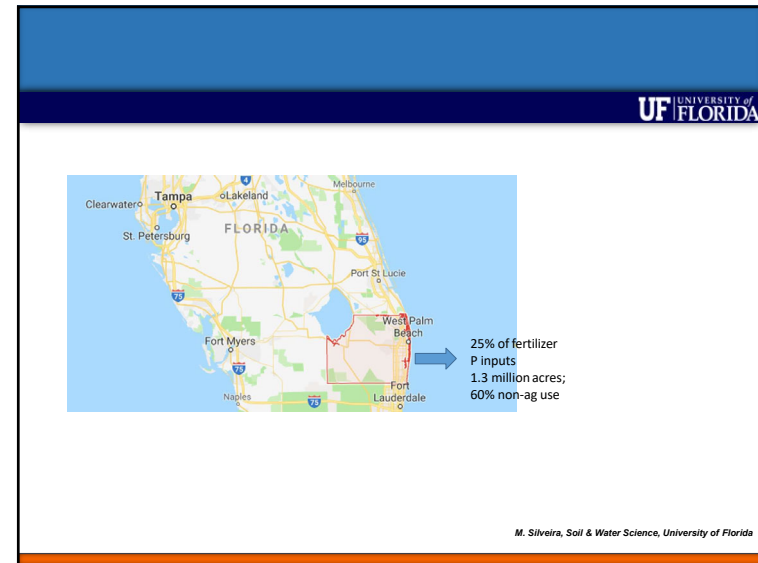 UF UNIVERSITY of
FLORIDA
4
Melbourne
Tampa
Lakeland
Clearwater
St. Petersburg
FLORIDA
95
Port St Lucie
75
West Palm
Beach
Fort Myers
75
Fort
Lauderdale
Naples
75
25% of fertilizer
P inputs
1.3 million acres;
60% non-ag use
M. Silveira, Soil & Water Science, University of Florida